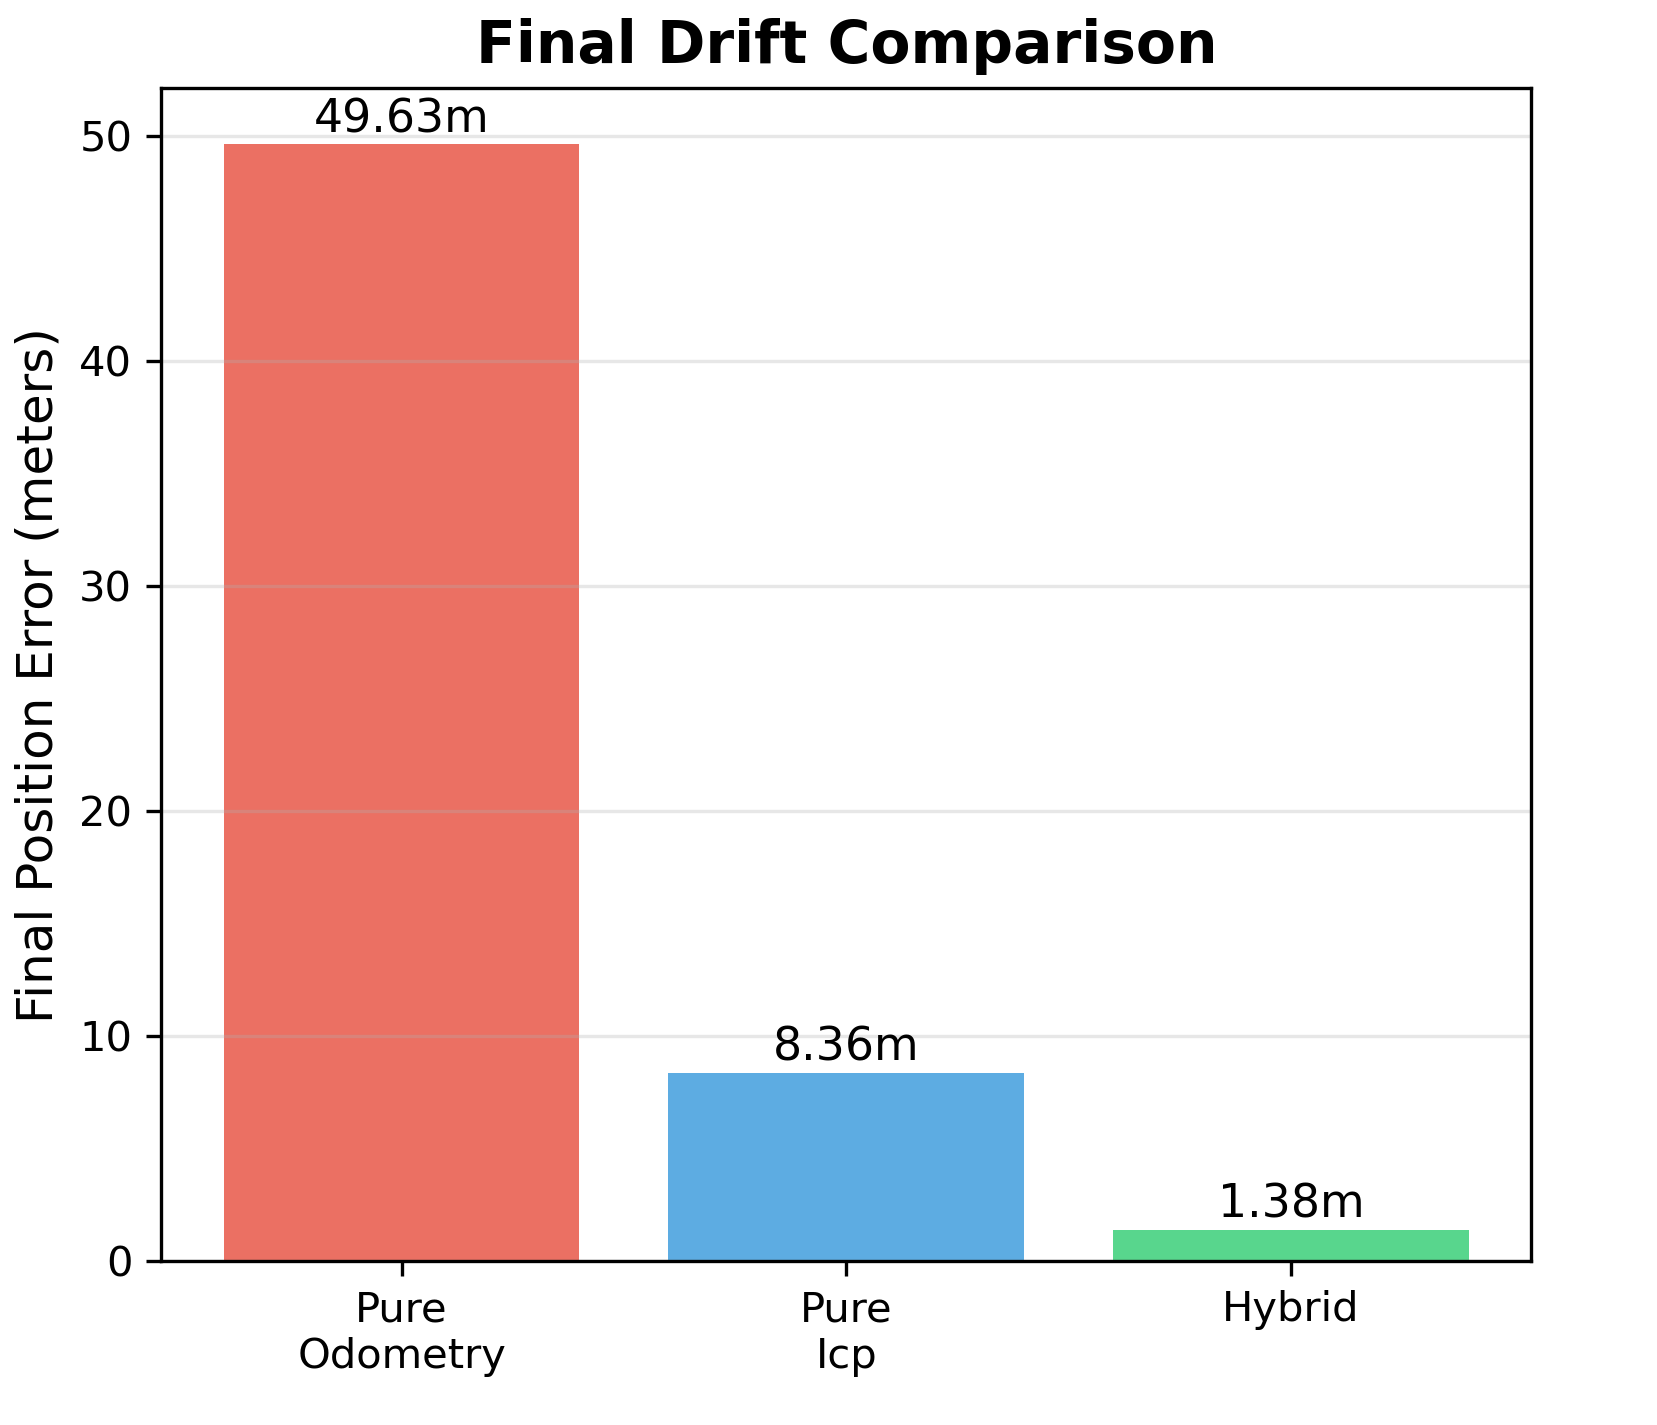 Final Drift Comparison
Final Position Error (meters)
50
40
30
20
10
0
49.63m
8.36m
1.38m
Pure
Odometry
Pure
Icp
Hybrid